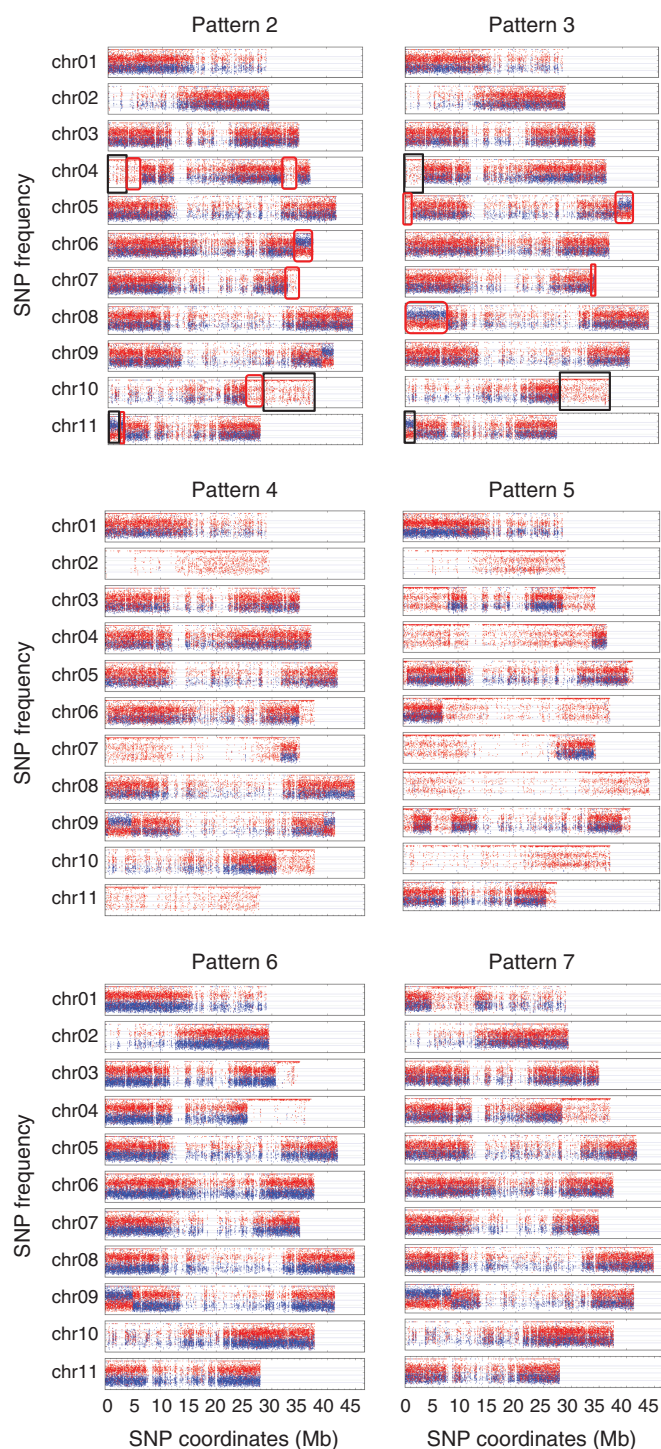 Pattern 2
Pattern 3
SNP frequency
chr01
chr02
chr03
chr04
chr05
chr06
chr07
chr08
chr09
chr10
chr11
Pattern 4
Pattern 5
SNP frequency
chr01
chr02
chr03
chr04
chr05
chr06
chr07
chr08
chr09
chr10
chr11
Pattern 6
Pattern 7
SNP frequency
chr01
chr02
chr03
chr04
chr05
chr06
chr07
chr08
chr09
chr10
chr11
0 5 10 15 20 25 30 35 40 45
0 5 10 15 20 25 30 35 40 45
SNP coordinates (Mb)
SNP coordinates (Mb)